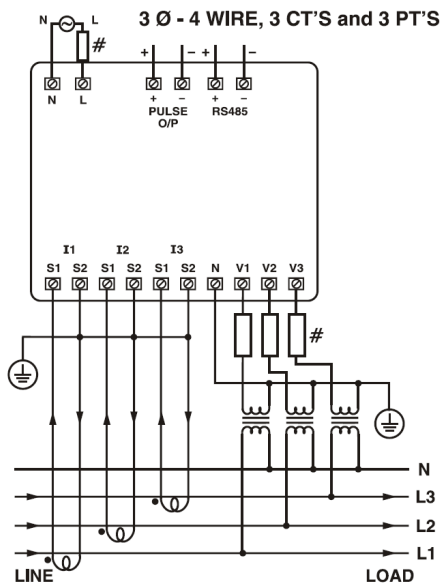 3 Ø - 4 WIRE, 3 CT'S and 3 PT'S
N L #
+ − + −
N L + − + −
PULSE O/P RS485
I1 I2 I3
S1 S2 S1 S2 S1 S2 N V1 V2 V3
#
N
L3
L2
L1
LINE LOAD